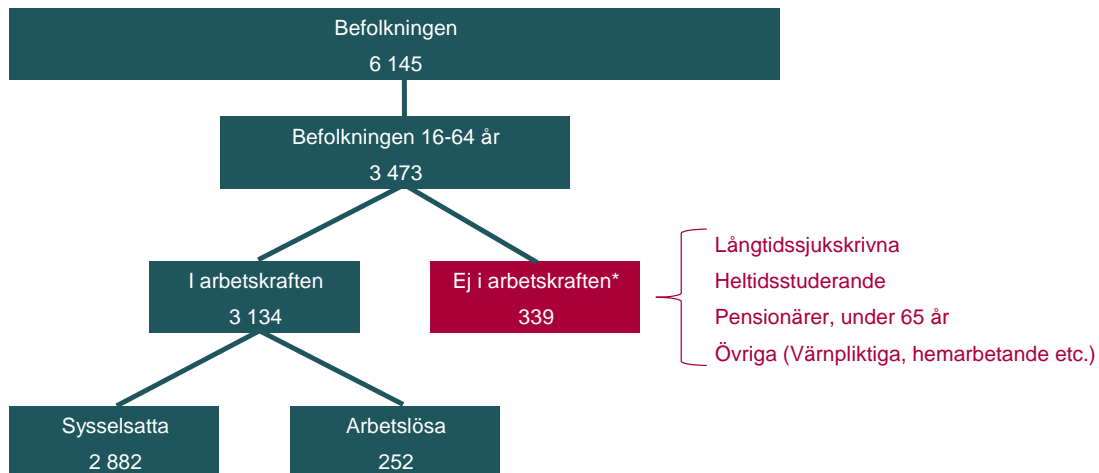 Befolkningen
6 145
Befolkningen 16-64 år
3 473
I arbetskraften
3 134
Ej i arbetskraften*
339
Långtidssjukskrivna
Heltidsstuderande
Pensionärer, under 65 år
Övriga (Värnpliktiga, hemarbetande etc.)
Sysselsatta
2 882
Arbetslösa
252